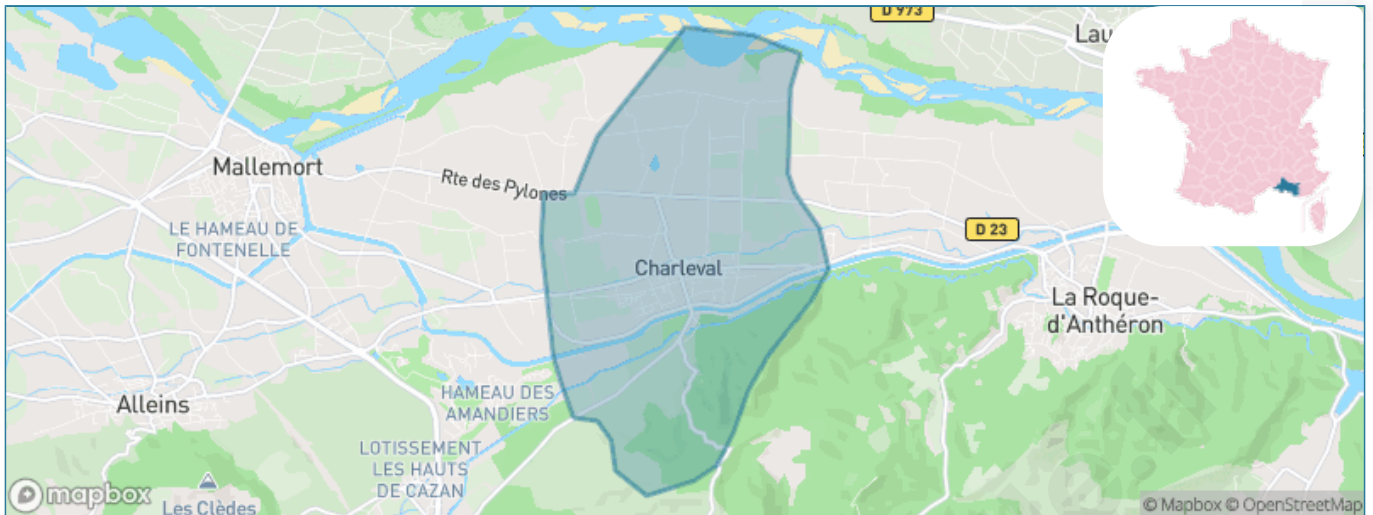 D 973
Lau
Mallemort
Rte des Pylones
LE HAMEAU DE
FONTENELLE
D 23
Charleval
La Roque-
d'Anthéron
HAMEAU DES
AMANDIERS
Alleins
LOTISSEMENT
LES HAUTS
DE CAZAN
mapbox
Les Clèdes
© Mapbox © OpenStreetMap